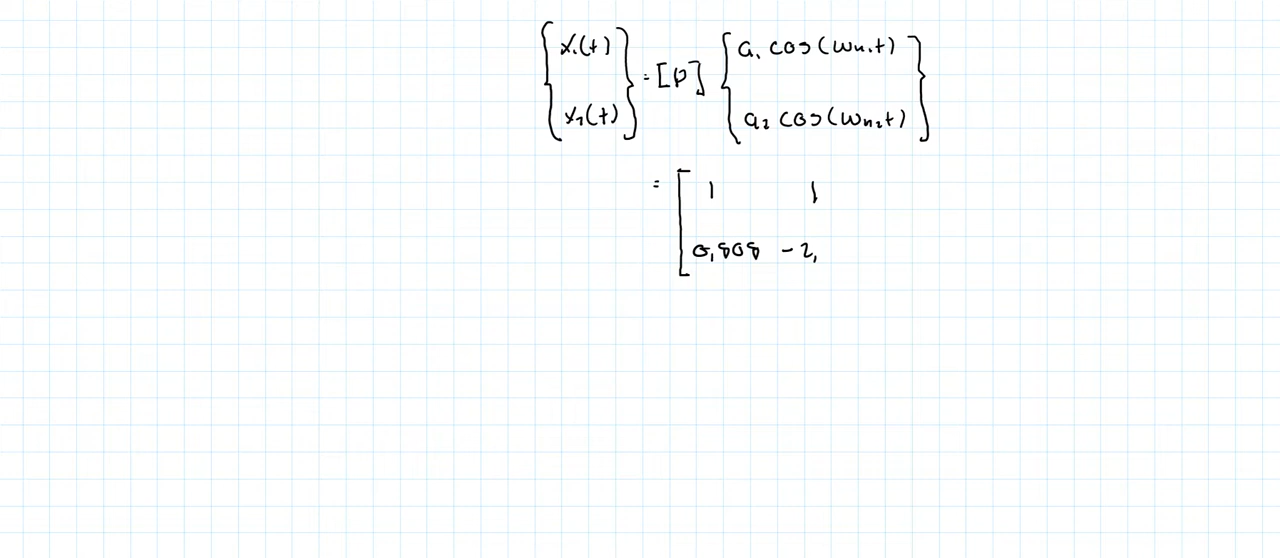 {x₁(t)} = [P] {a₁ cos(ωn₁t)}
{x₂(t)} {a₂ cos(ωn₂t)}
= [ 1 1
0,808 -2,